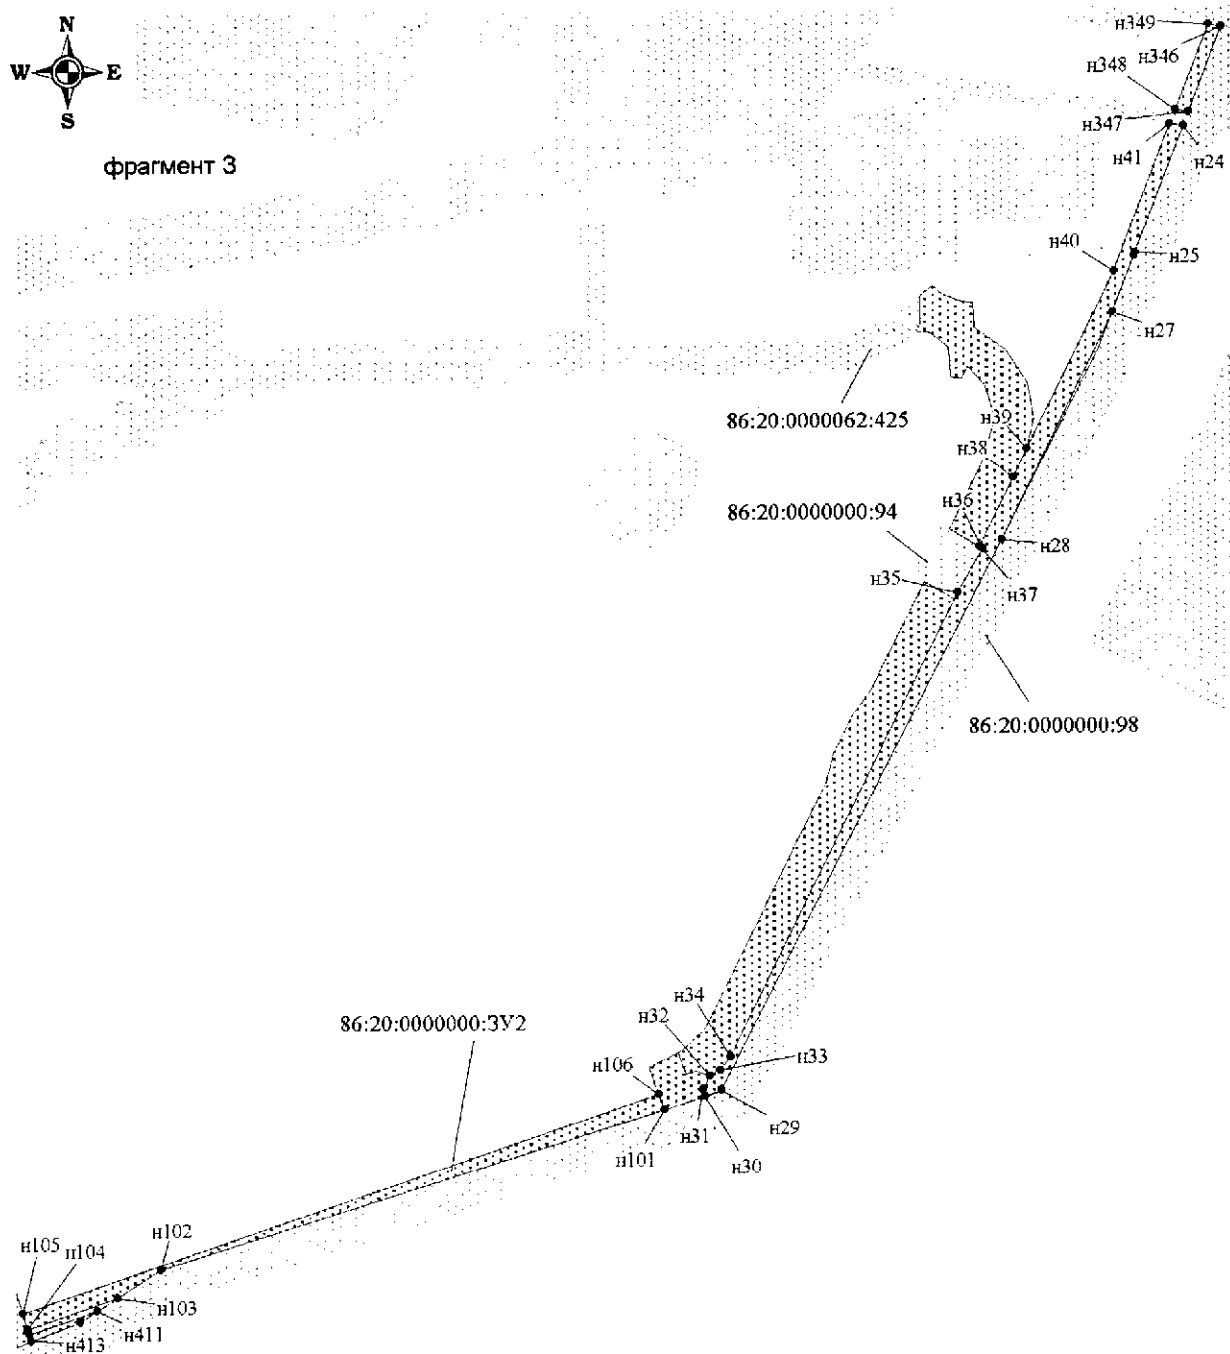 N
W E
S
фрагмент 3
н349
н346
н348
н347
н41
н24
н40
н25
н27
86:20:0000062:425
н39
н38
86:20:0000000:94
н36
н28
н35
н37
86:20:0000000:98
н34
н32
86:20:0000000:ЗУ2
н33
н106
н31
н29
н101
н30
н102
н105
н104
н103
н411
н413